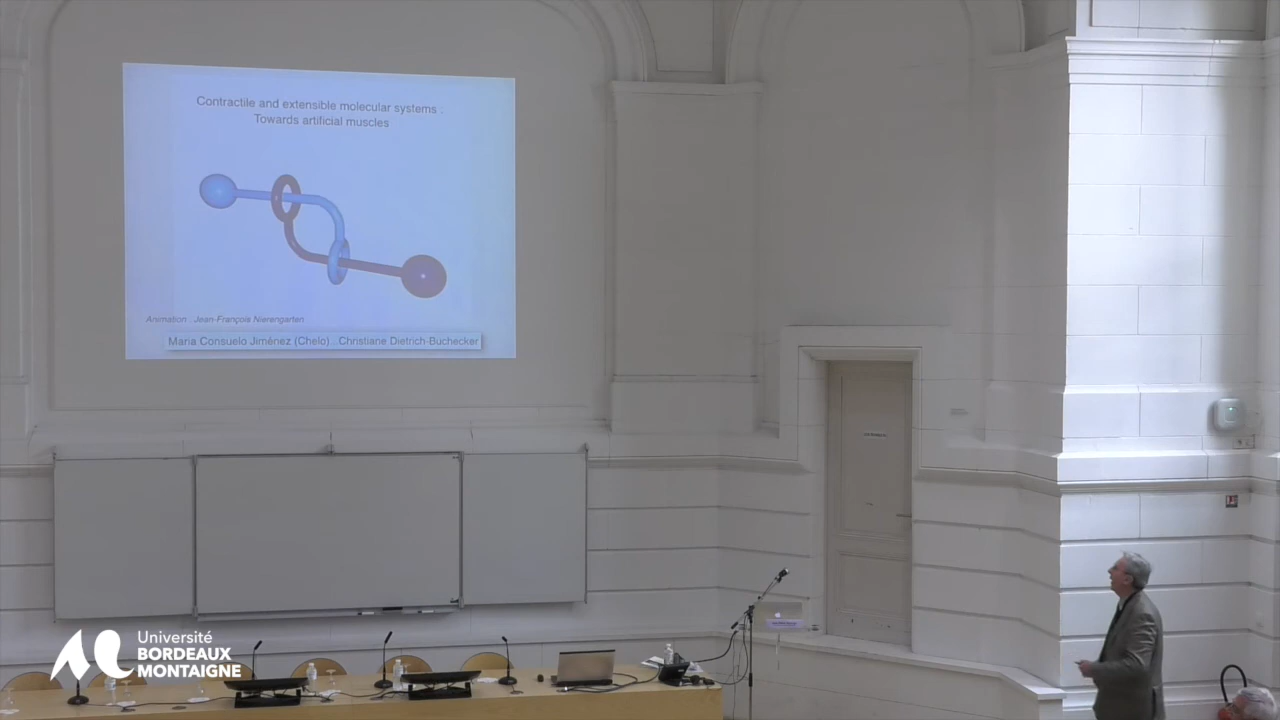 Contractile and extensible molecular systems :
Towards artificial muscles
Animation : Jean-François Nierengarten
Maria Consuelo Jiménez (Chelo) Christiane Dietrich-Buchecker
Université
BORDEAUX
MONTAIGNE